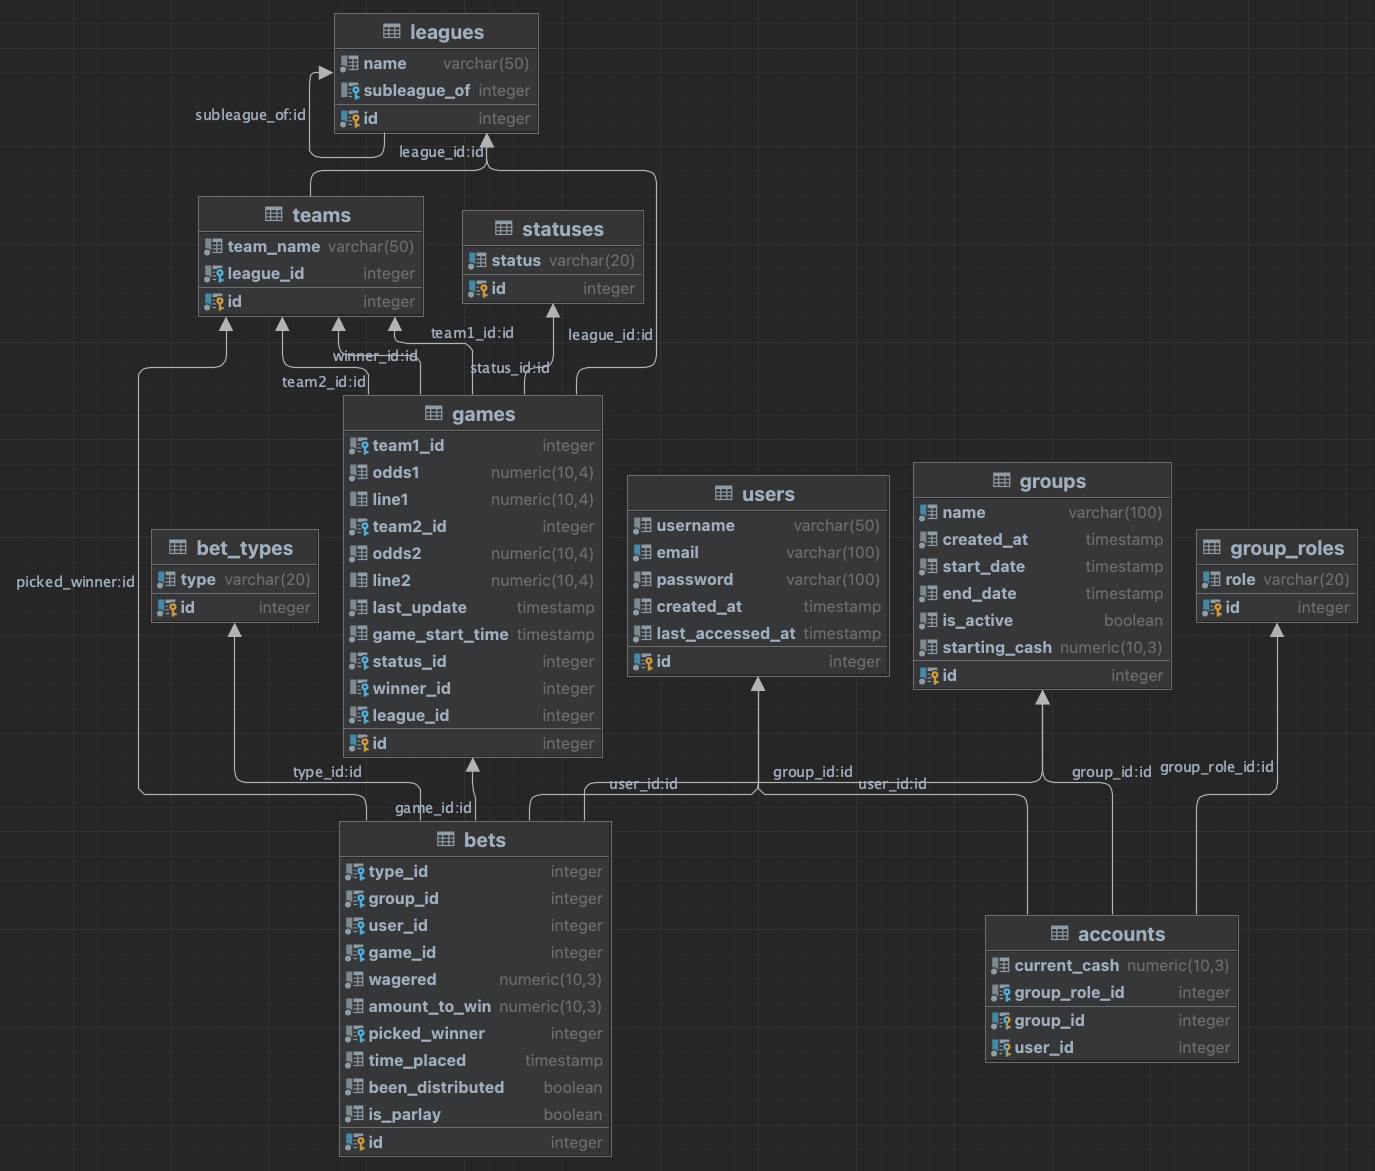 leagues
name varchar(50)
subleague_of integer
id integer
subleague_of:id
league_id:id
teams
team_name varchar(50)
league_id integer
id integer
statuses
status varchar(20)
id integer
team1_id:id
league_id:id
winner_id:id
status_id:id
team2_id:id
games
team1_id integer
odds1 numeric(10,4)
line1 numeric(10,4)
team2_id integer
odds2 numeric(10,4)
line2 numeric(10,4)
last_update timestamp
game_start_time timestamp
status_id integer
winner_id integer
league_id integer
id integer
users
username varchar(50)
email varchar(100)
password varchar(100)
created_at timestamp
last_accessed_at timestamp
id integer
groups
name varchar(100)
created_at timestamp
start_date timestamp
end_date timestamp
is_active boolean
starting_cash numeric(10,3)
id integer
group_roles
role varchar(20)
id integer
bet_types
type varchar(20)
id integer
picked_winner:id
type_id:id
game_id:id
user_id:id
group_id:id
user_id:id
group_id:id
group_role_id:id
bets
type_id integer
group_id integer
user_id integer
game_id integer
wagered numeric(10,3)
amount_to_win numeric(10,3)
picked_winner integer
time_placed timestamp
been_distributed boolean
is_parlay boolean
id integer
accounts
current_cash numeric(10,3)
group_role_id integer
group_id integer
user_id integer